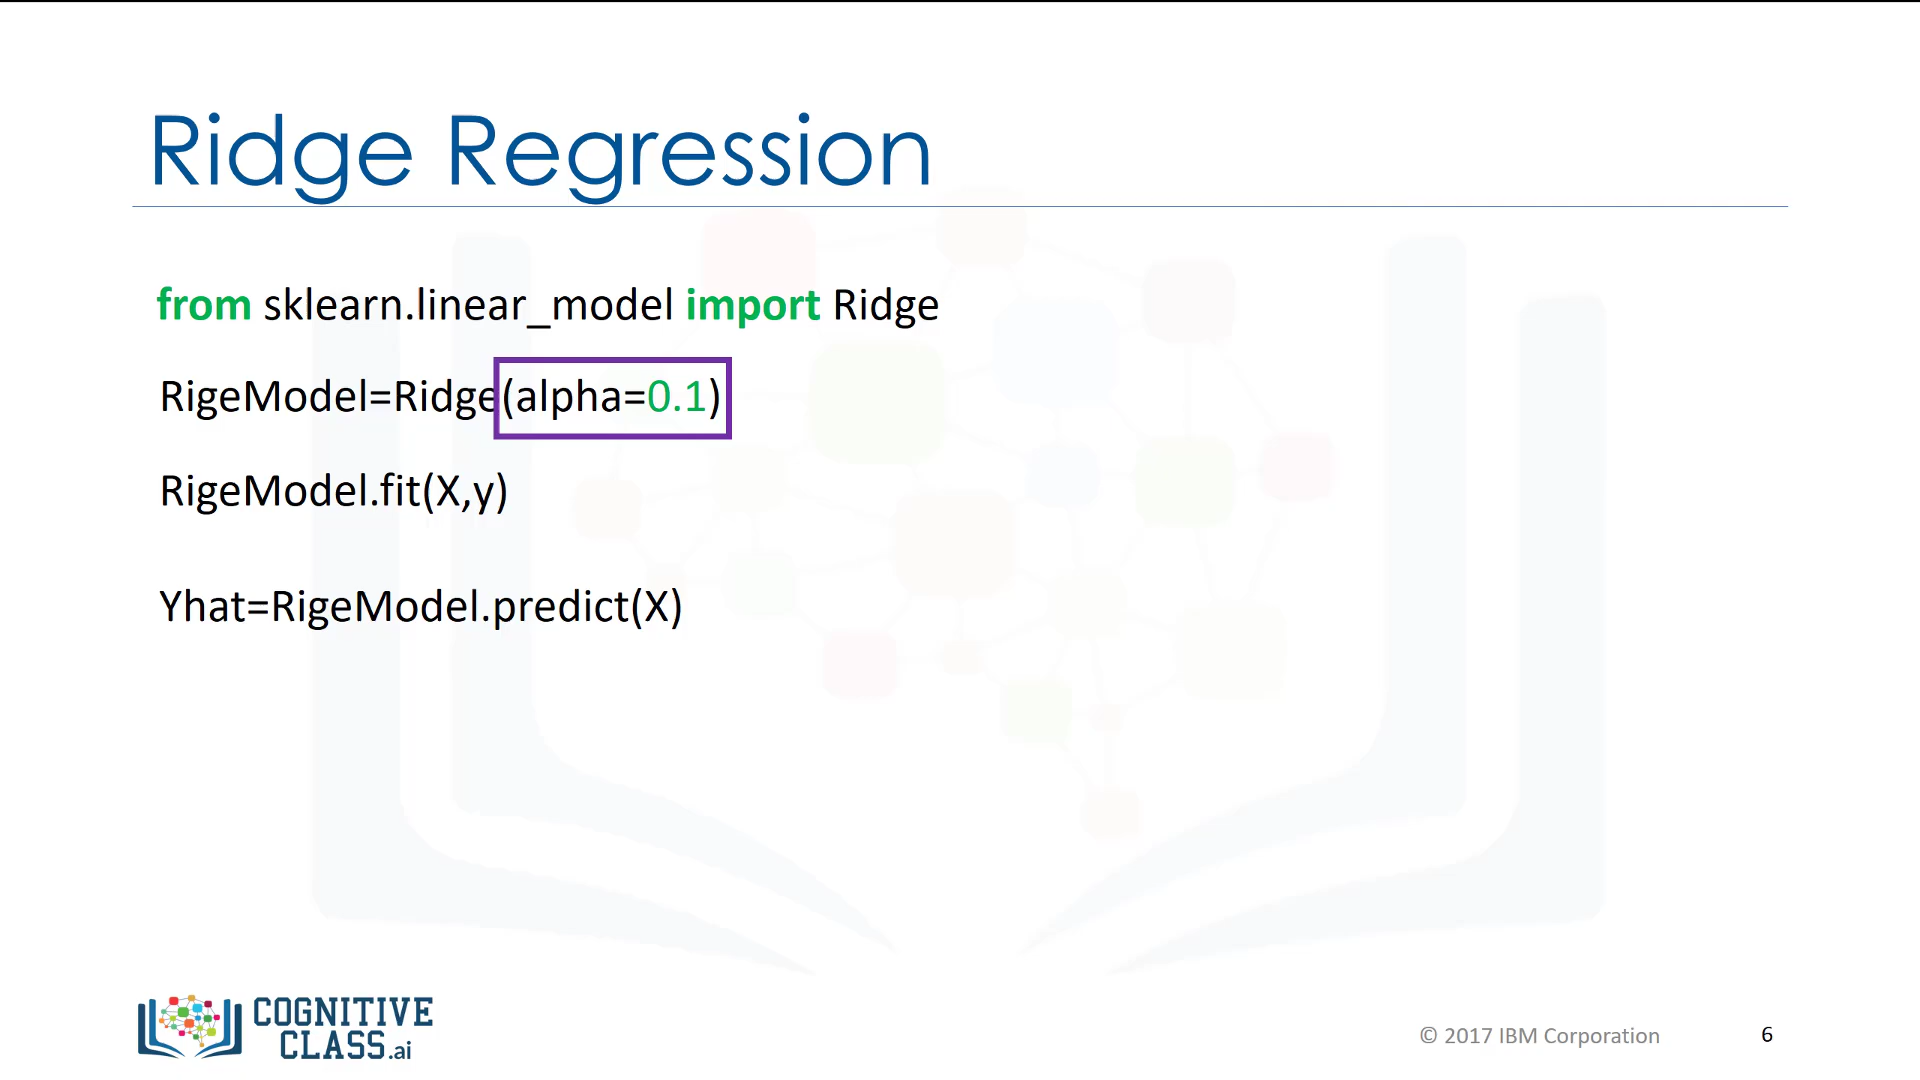 Ridge Regression
from sklearn.linear_model import Ridge
RigeModel=Ridge(alpha=0.1)
RigeModel.fit(X,y)
Yhat=RigeModel.predict(X)
COGNITIVE
CLASS.ai
© 2017 IBM Corporation
6